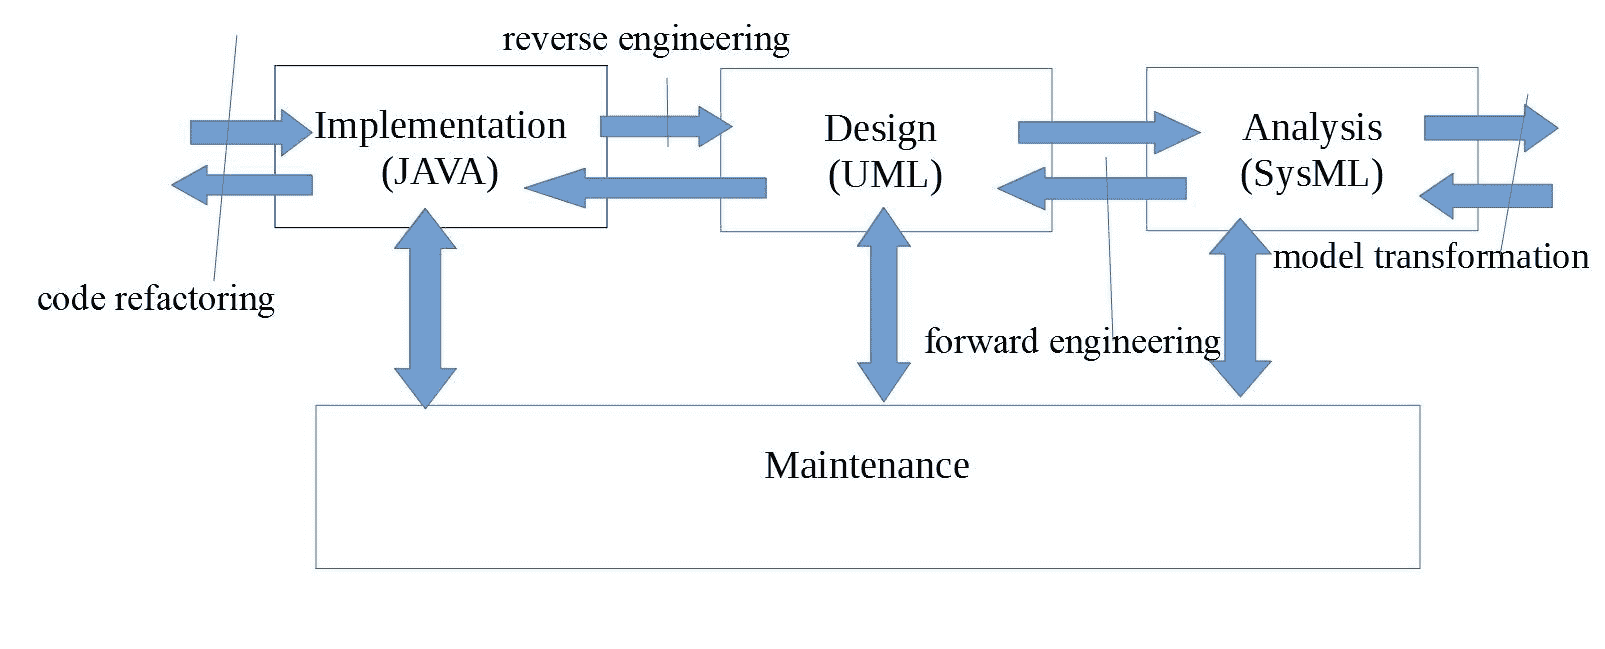 reverse engineering
Implementation
(JAVA)
Design
(UML)
Analysis
(SysML)
model transformation
code refactoring
forward engineering
Maintenance